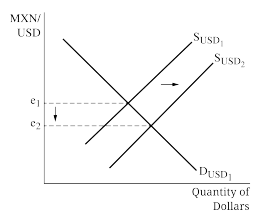 MXN/
USD
S_USD₁
S_USD₂
e₁
e₂
D_USD₁
Quantity of
Dollars